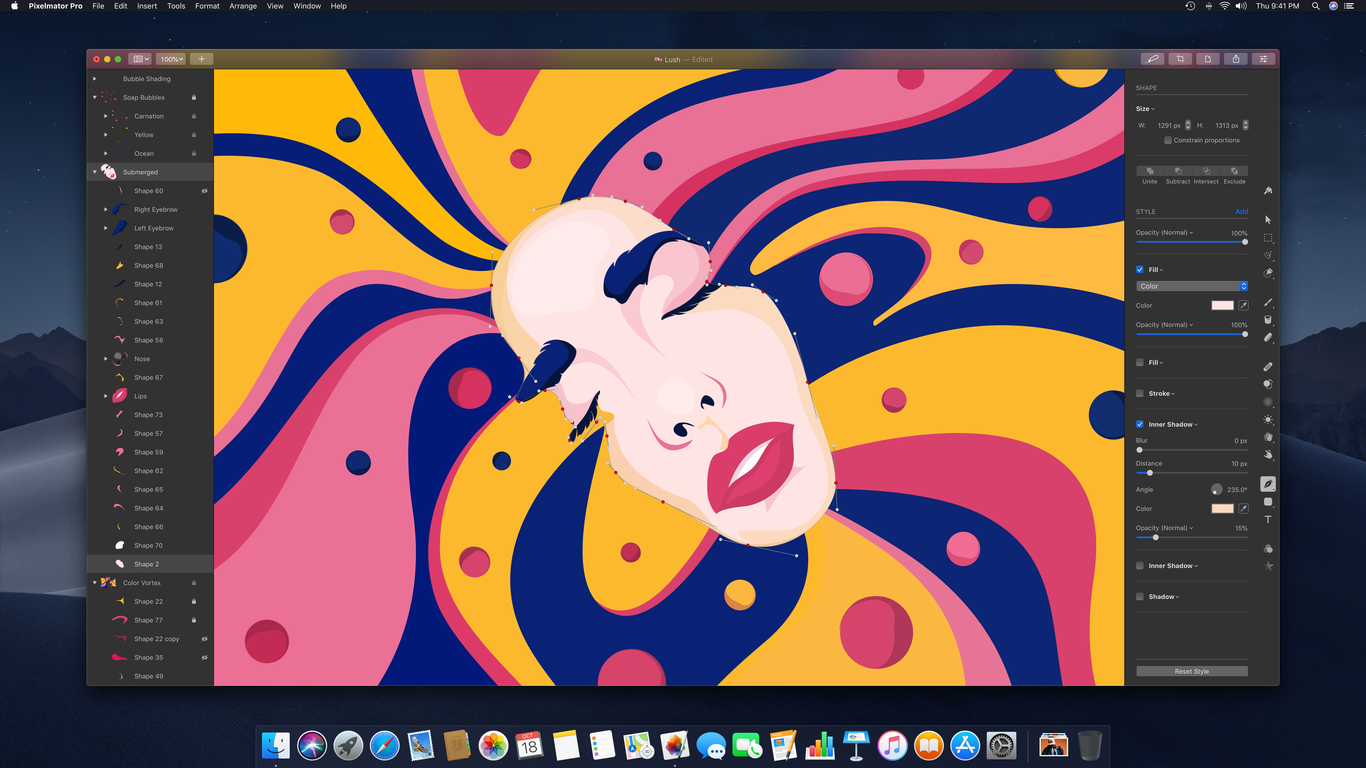 Pixelmator Pro File Edit Insert Tools Format Arrange View Window Help Thu 9:41 PM
100% Lush — Edited
Bubble Shading
Soap Bubbles
Carnation
Yellow
Ocean
Submerged
Shape 60
Right Eyebrow
Left Eyebrow
Shape 13
Shape 68
Shape 12
Shape 61
Shape 63
Shape 58
Nose
Shape 67
Lips
Shape 73
Shape 57
Shape 59
Shape 62
Shape 65
Shape 64
Shape 66
Shape 70
Shape 2
Color Vortex
Shape 22
Shape 77
Shape 22 copy
Shape 35
Shape 49
SHAPE
Size
W: 1291 px H: 1313 px
Constrain proportions
Unite Subtract Intersect Exclude
STYLE Add
Opacity (Normal) 100%
Fill
Color
Color
Opacity (Normal) 100%
Fill
Stroke
Inner Shadow
Blur 0 px
Distance 10 px
Angle 235.0°
Color
Opacity (Normal) 15%
Inner Shadow
Shadow
Reset Style
T
OCT
18